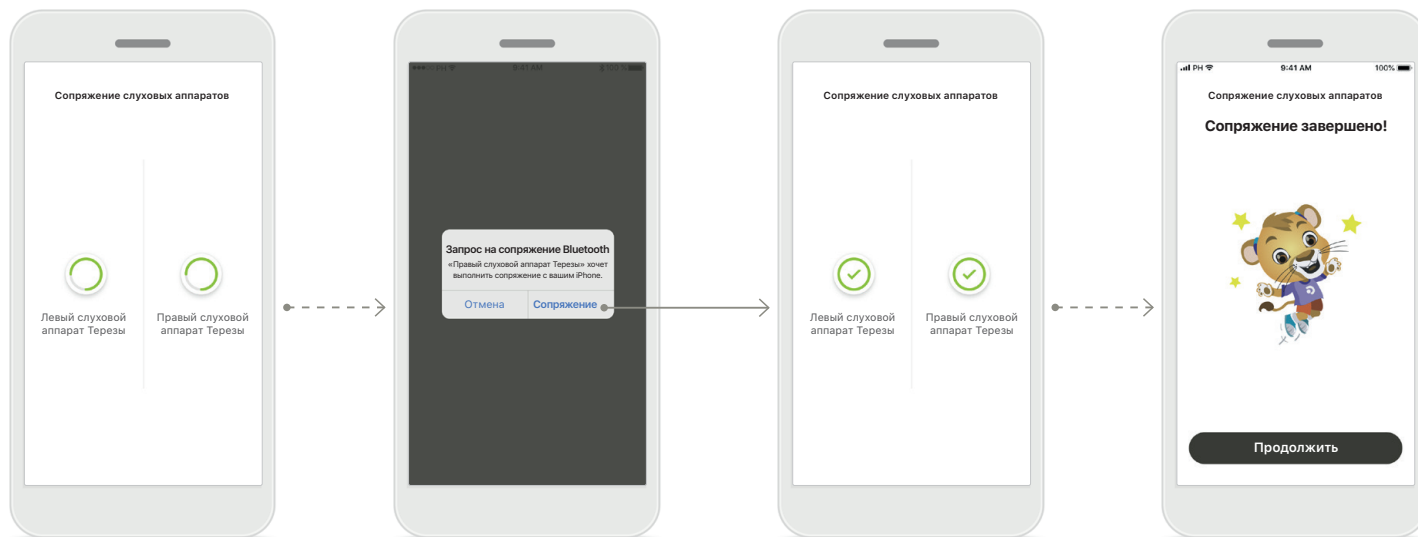 Сопряжение слуховых аппаратов
Левый слуховой
аппарат Терезы
Правый слуховой
аппарат Терезы
9:41 AM
Запрос на сопряжение Bluetooth
«Правый слуховой аппарат Терезы» хочет
выполнить сопряжение с вашим iPhone.
Отмена
Сопряжение
Сопряжение слуховых аппаратов
Левый слуховой
аппарат Терезы
Правый слуховой
аппарат Терезы
PH
9:41 AM
100%
Сопряжение слуховых аппаратов
Сопряжение завершено!
Продолжить